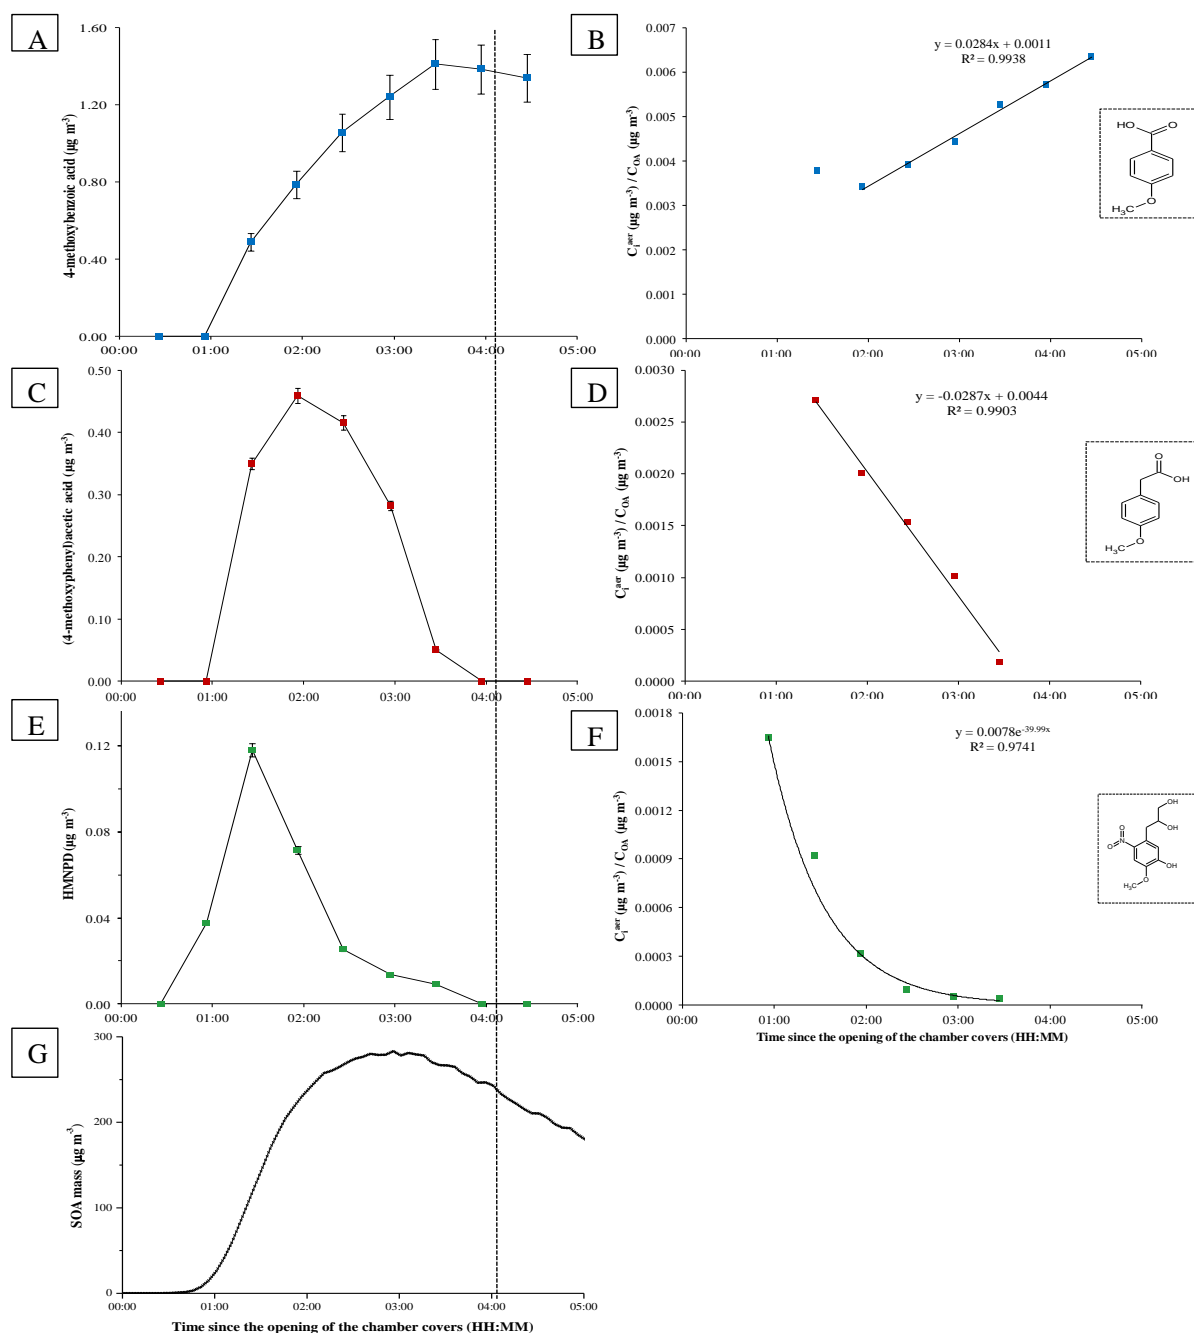 A
4-methoxybenzoic acid (µg m-3)
1.60
1.20
0.80
0.40
0.00
00:00 01:00 02:00 03:00 04:00 05:00
B
Ciaer (µg m-3) / COA (µg m-3)
0.007
0.006
0.005
0.004
0.003
0.002
0.001
0.000
00:00 01:00 02:00 03:00 04:00 05:00
y = 0.0284x + 0.0011
R² = 0.9938
HO O
O
H3C
C
(4-methoxyphenyl)acetic acid (µg m-3)
0.50
0.40
0.30
0.20
0.10
0.00
00:00 01:00 02:00 03:00 04:00 05:00
D
Ciaer (µg m-3) / COA (µg m-3)
0.0030
0.0025
0.0020
0.0015
0.0010
0.0005
0.0000
00:00 01:00 02:00 03:00 04:00 05:00
y = -0.0287x + 0.0044
R² = 0.9903
O
OH
O
H3C
E
HMNPD (µg m-3)
0.12
0.08
0.04
0.00
00:00 01:00 02:00 03:00 04:00 05:00
F
Ciaer (µg m-3) / COA (µg m-3)
0.0018
0.0015
0.0012
0.0009
0.0006
0.0003
0.0000
00:00 01:00 02:00 03:00 04:00 05:00
Time since the opening of the chamber covers (HH:MM)
y = 0.0078e-39.99x
R² = 0.9741
OH
O OH
N
O
OH
O
H3C
G
SOA mass (µg m-3)
300
200
100
0
00:00 01:00 02:00 03:00 04:00 05:00
Time since the opening of the chamber covers (HH:MM)